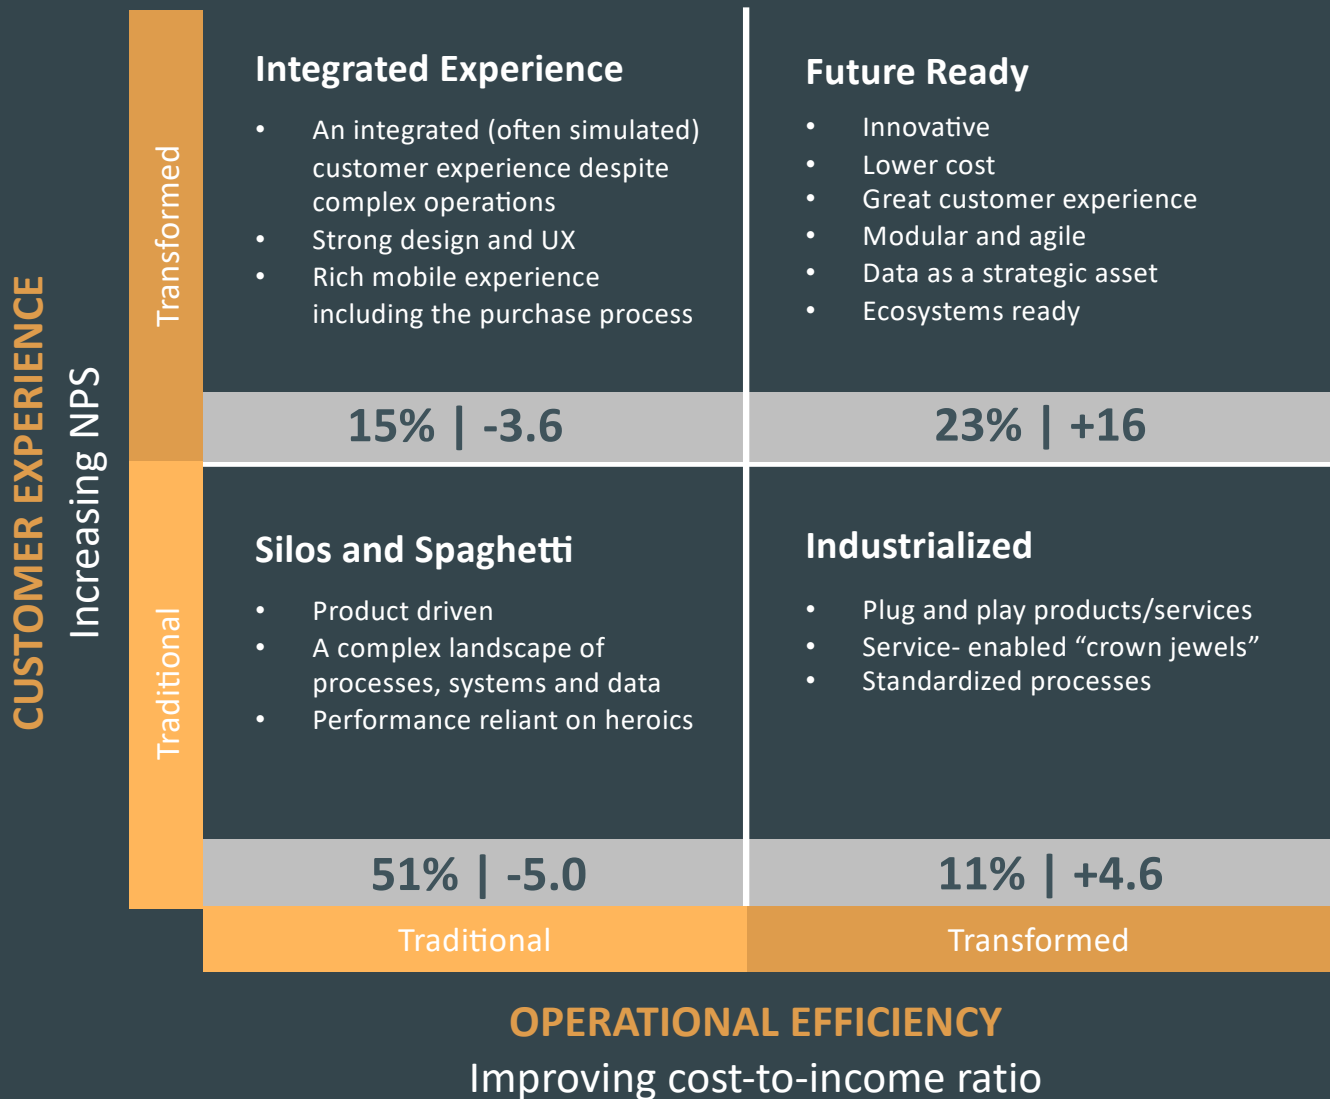 CUSTOMER EXPERIENCE
Increasing NPS
Transformed
Integrated Experience
• An integrated (often simulated)
customer experience despite
complex operations
• Strong design and UX
• Rich mobile experience
including the purchase process
15% | -3.6
Future Ready
• Innovative
• Lower cost
• Great customer experience
• Modular and agile
• Data as a strategic asset
• Ecosystems ready
23% | +16
Traditional
Silos and Spaghetti
• Product driven
• A complex landscape of
processes, systems and data
• Performance reliant on heroics
51% | -5.0
Industrialized
• Plug and play products/services
• Service- enabled “crown jewels”
• Standardized processes
11% | +4.6
Traditional
Transformed
OPERATIONAL EFFICIENCY
Improving cost-to-income ratio